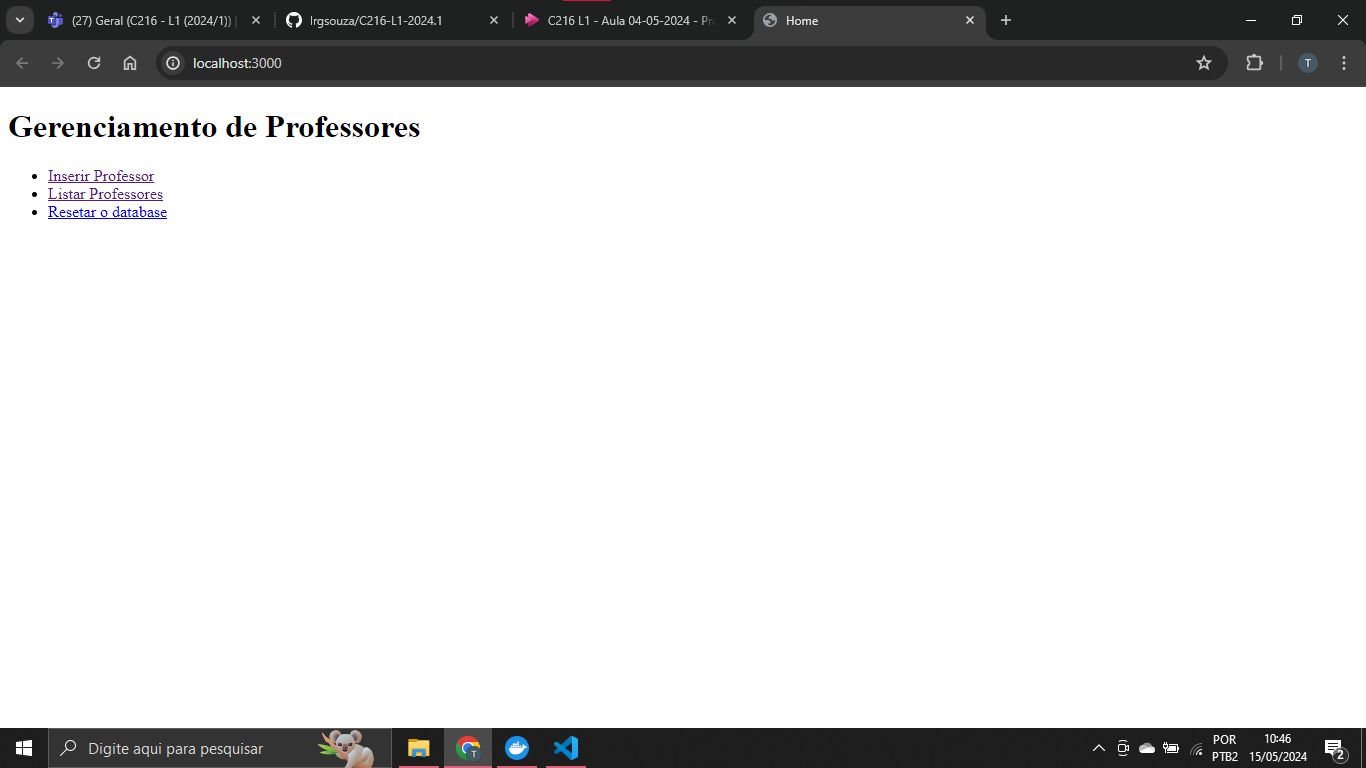 (27) Geral (C216 - L1 (2024/1)) |
lrgsouza/C216-L1-2024.1
C216 L1 - Aula 04-05-2024 - Pra
Home
localhost:3000
T
Gerenciamento de Professores
Inserir Professor
Listar Professores
Resetar o database
Digite aqui para pesquisar
T
POR
PTB2
10:46
15/05/2024
2